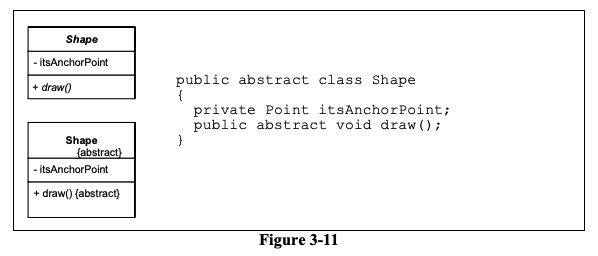 Shape
- itsAnchorPoint
+ draw()
Shape
{abstract}
- itsAnchorPoint
+ draw() {abstract}
public abstract class Shape
{
private Point itsAnchorPoint;
public abstract void draw();
}
Figure 3-11